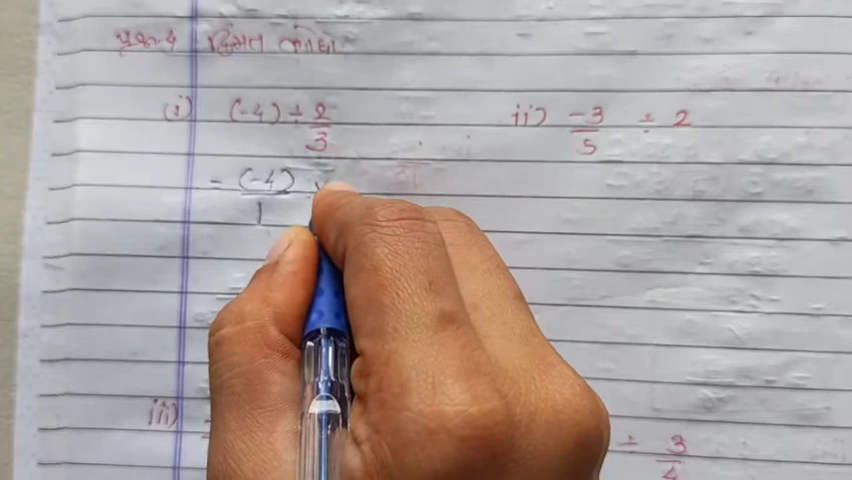 પ્રશ્ન-4 કિંમત શોધો
(i) (-4) ÷ 2/3
= (-4)/1 ×
ii) -3/5 ÷ 2
iii)
÷ 3/4